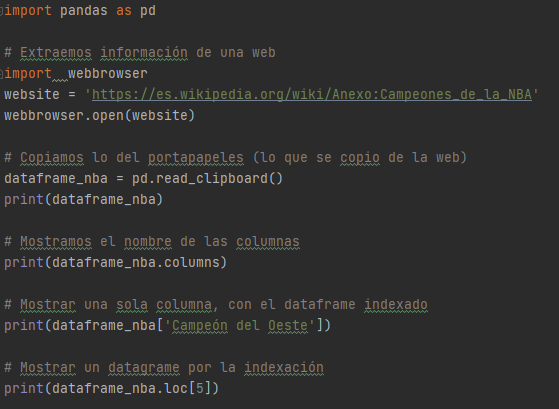 import pandas as pd
# Extraemos información de una web
import  webbrowser
website = 'https://es.wikipedia.org/wiki/Anexo:Campeones_de_la_NBA'
webbrowser.open(website)
# Copiamos lo del portapapeles (lo que se copio de la web)
dataframe_nba = pd.read_clipboard()
print(dataframe_nba)
# Mostramos el nombre de las columnas
print(dataframe_nba.columns)
# Mostrar una sola columna, con el dataframe indexado
print(dataframe_nba['Campeón del Oeste'])
# Mostrar un datagrame por la indexación
print(dataframe_nba.loc[5])